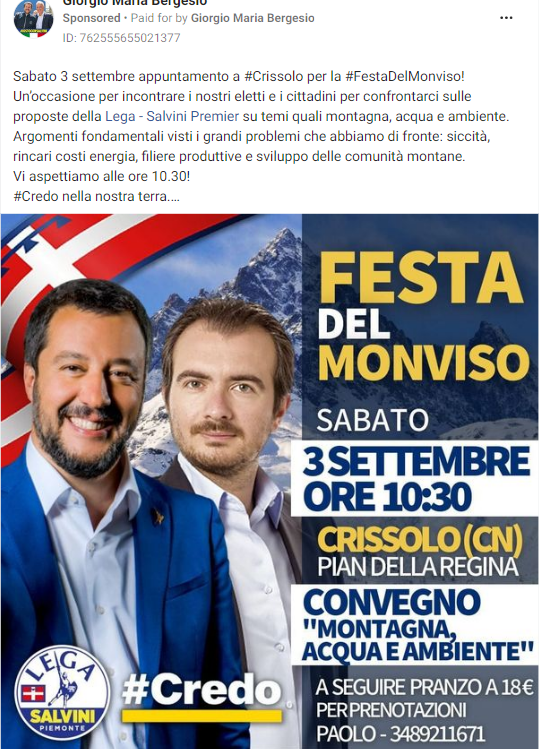 Giorgio Maria Bergesio
Sponsored • Paid for by Giorgio Maria Bergesio
ID: 762555655021377
Sabato 3 settembre appuntamento a #Crissolo per la #FestaDelMonviso!
Un'occasione per incontrare i nostri eletti e i cittadini per confrontarci sulle
proposte della Lega - Salvini Premier su temi quali montagna, acqua e ambiente.
Argomenti fondamentali visti i grandi problemi che abbiamo di fronte: siccità,
rincari costi energia, filiere produttive e sviluppo delle comunità montane.
Vi aspettiamo alle ore 10.30!
#Credo nella nostra terra....
FESTA
DEL
MONVISO
SABATO
3 SETTEMBRE
ORE 10:30
CRISSOLO (CN)
PIAN DELLA REGINA
CONVEGNO
"MONTAGNA,
ACQUA E AMBIENTE"
A SEGUIRE PRANZO A 18€
PER PRENOTAZIONI
PAOLO - 3489211671
LEGA
SALVINI
PIEMONTE
#Credo